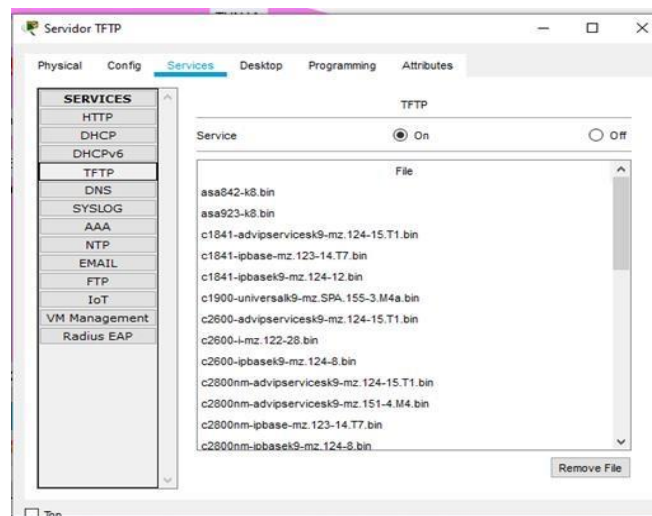 Servidor TFTP
Physical Config Services Desktop Programming Attributes
SERVICES
HTTP
DHCP
DHCPv6
TFTP
DNS
SYSLOG
AAA
NTP
EMAIL
FTP
IoT
VM Management
Radius EAP
TFTP
Service On Off
File
asa842-k8.bin
asa923-k8.bin
c1841-advipservicesk9-mz.124-15.T1.bin
c1841-ipbase-mz.123-14.T7.bin
c1841-ipbasek9-mz.124-12.bin
c1900-universalk9-mz.SPA.155-3.M4a.bin
c2600-advipservicesk9-mz.124-15.T1.bin
c2600-i-mz.122-28.bin
c2600-ipbasek9-mz.124-8.bin
c2800nm-advipservicesk9-mz.124-15.T1.bin
c2800nm-advipservicesk9-mz.151-4.M4.bin
c2800nm-ipbase-mz.123-14.T7.bin
c2800nm-ipbasek9-mz.124-8.bin
Remove File
Top